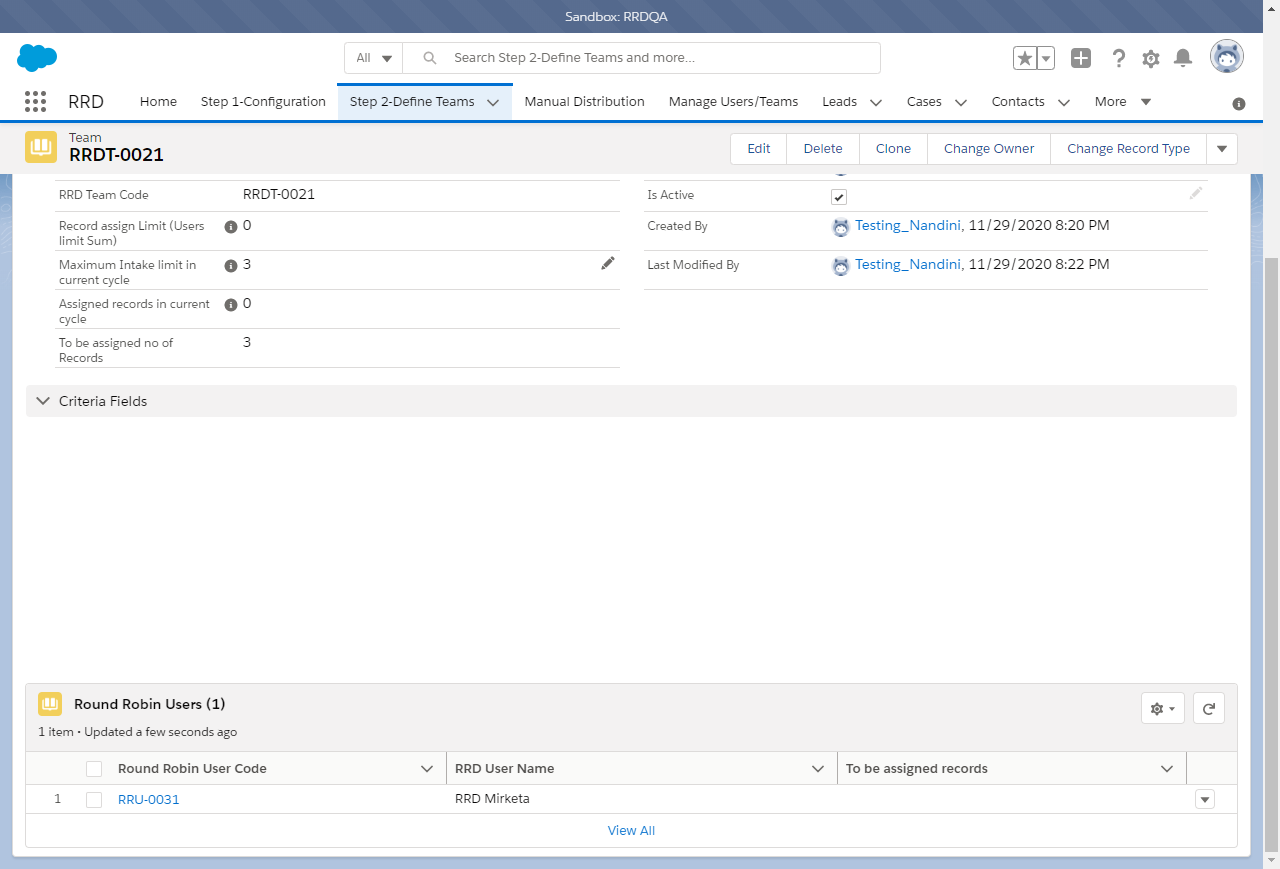 Sandbox: RRDQA
All
Search Step 2-Define Teams and more...
RRD
Home
Step 1-Configuration
Step 2-Define Teams
Manual Distribution
Manage Users/Teams
Leads
Cases
Contacts
More
Team
RRDT-0021
Edit
Delete
Clone
Change Owner
Change Record Type
RRD Team Code
RRDT-0021
Is Active
Record assign Limit (Users
limit Sum)
0
Created By
Testing_Nandini, 11/29/2020 8:20 PM
Maximum Intake limit in
current cycle
3
Last Modified By
Testing_Nandini, 11/29/2020 8:22 PM
Assigned records in current
cycle
0
To be assigned no of
Records
3
Criteria Fields
Round Robin Users (1)
1 item • Updated a few seconds ago
Round Robin User Code
RRD User Name
To be assigned records
1
RRU-0031
RRD Mirketa
View All